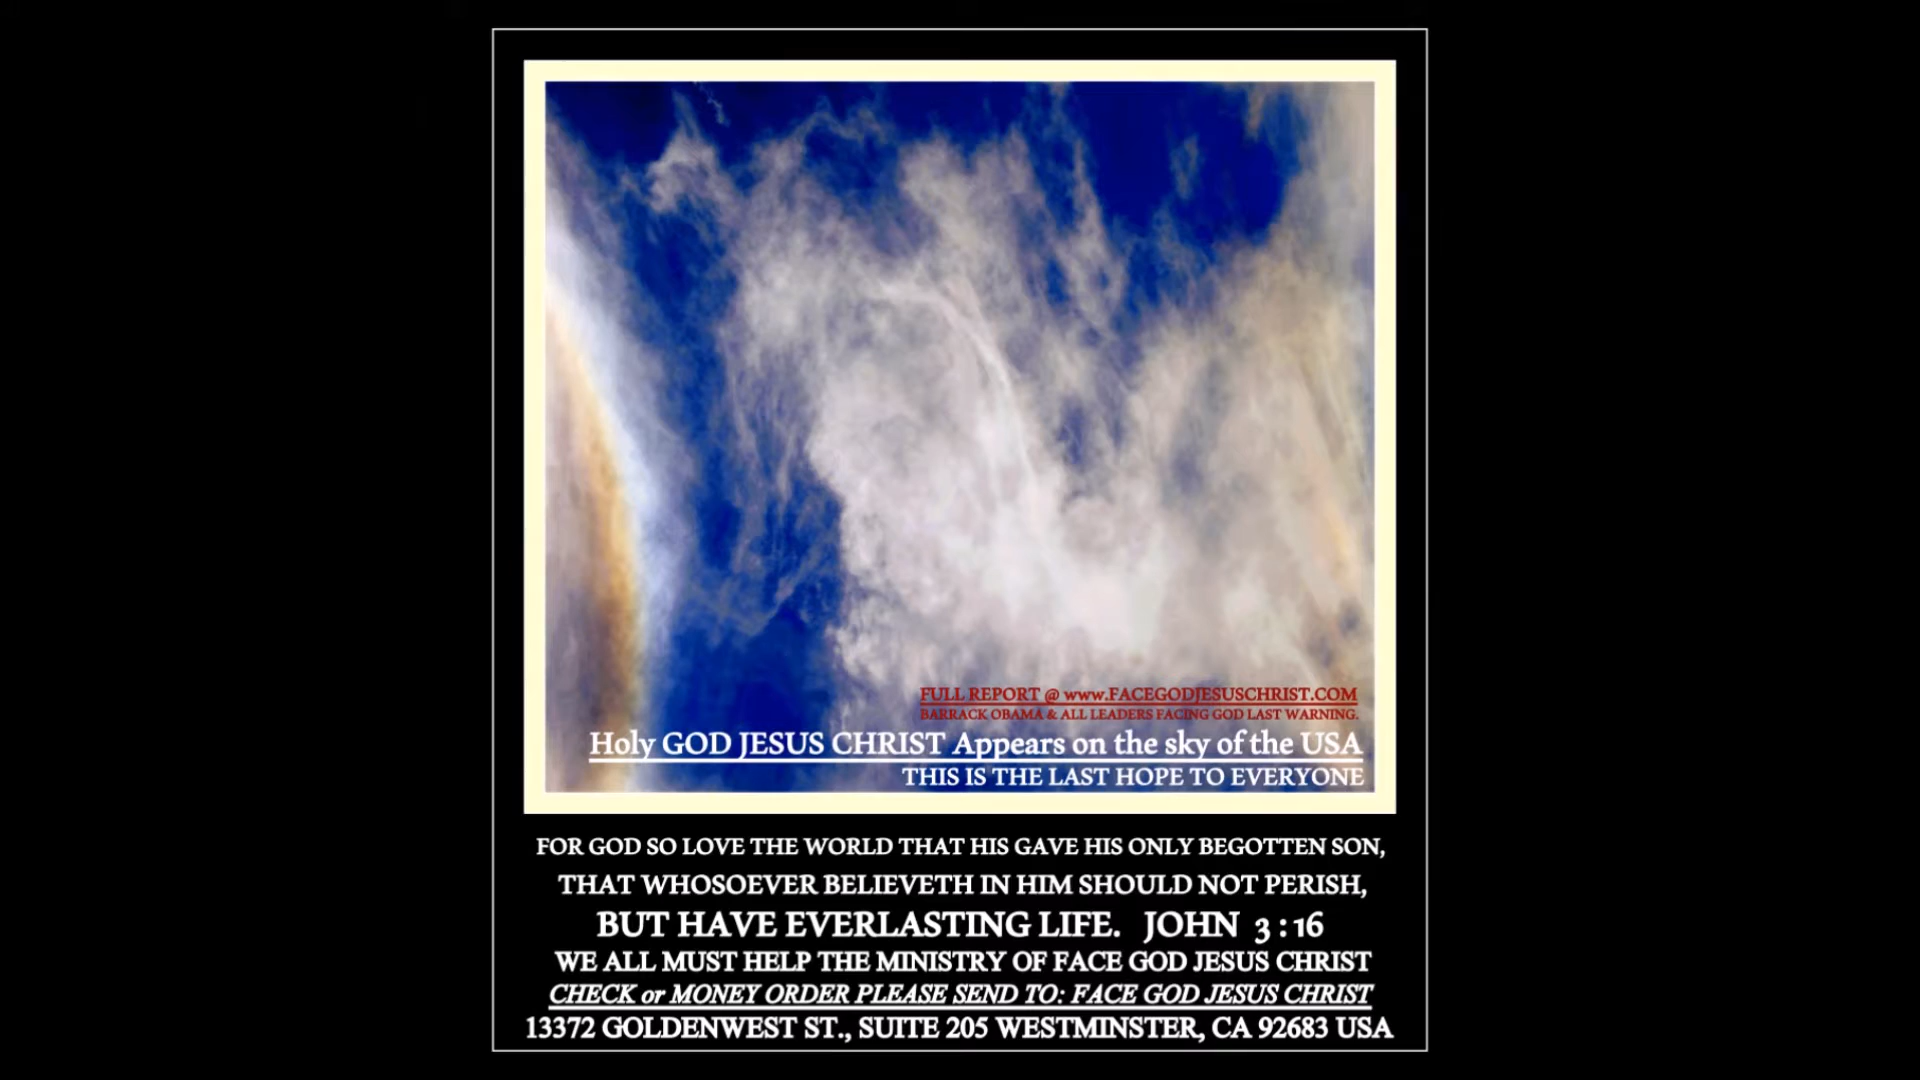 FULL REPORT @ www.FACEGODJESUSCHRIST.COM
BARRACK OBAMA & ALL LEADERS FACING GOD LAST WARNING.
Holy GOD JESUS CHRIST Appears on the sky of the USA
THIS IS THE LAST HOPE TO EVERYONE
FOR GOD SO LOVE THE WORLD THAT HIS GAVE HIS ONLY BEGOTTEN SON,
THAT WHOSOEVER BELIEVETH IN HIM SHOULD NOT PERISH,
BUT HAVE EVERLASTING LIFE. JOHN 3 : 16
WE ALL MUST HELP THE MINISTRY OF FACE GOD JESUS CHRIST
CHECK or MONEY ORDER PLEASE SEND TO: FACE GOD JESUS CHRIST
13372 GOLDENWEST ST., SUITE 205 WESTMINSTER, CA 92683 USA